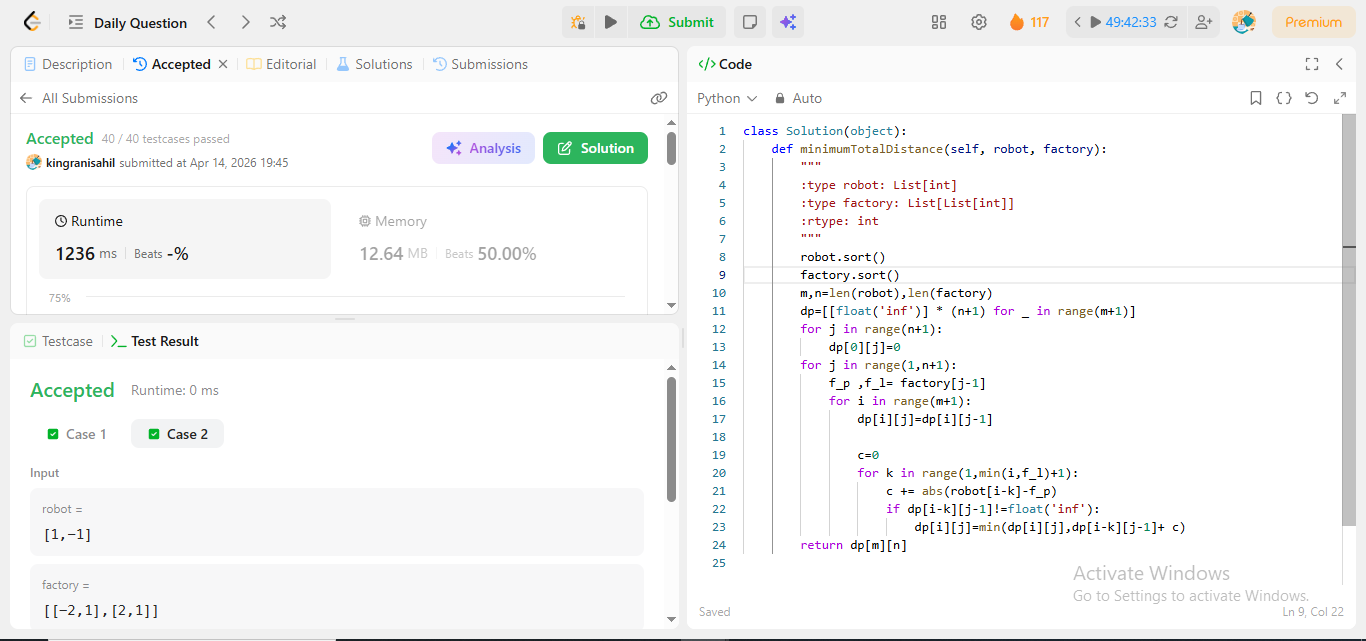 Daily Question
Submit
117
49:42:33
Premium
Description
Accepted
Editorial
Solutions
Submissions
All Submissions
Accepted 40 / 40 testcases passed
kingranisahil submitted at Apr 14, 2026 19:45
Analysis
Solution
Runtime
1236 ms Beats -%
Memory
12.64 MB Beats 50.00%
75%
Testcase
Test Result
Accepted Runtime: 0 ms
Case 1
Case 2
Input
robot =
[1,-1]
factory =
[[-2,1],[2,1]]
Code
Python
Auto
1 class Solution(object):
2     def minimumTotalDistance(self, robot, factory):
3         """
4         :type robot: List[int]
5         :type factory: List[List[int]]
6         :rtype: int
7         """
8         robot.sort()
9         factory.sort()
10         m,n=len(robot),len(factory)
11         dp=[[float('inf')] * (n+1) for _ in range(m+1)]
12         for j in range(n+1):
13             dp[0][j]=0
14         for j in range(1,n+1):
15             f_p ,f_l= factory[j-1]
16             for i in range(m+1):
17                 dp[i][j]=dp[i][j-1]
18
19                 c=0
20                 for k in range(1,min(i,f_l)+1):
21                     c += abs(robot[i-k]-f_p)
22                     if dp[i-k][j-1]!=float('inf'):
23                         dp[i][j]=min(dp[i][j],dp[i-k][j-1]+ c)
24         return dp[m][n]
25
Activate Windows
Go to Settings to activate Windows.
Saved
Ln 9, Col 22